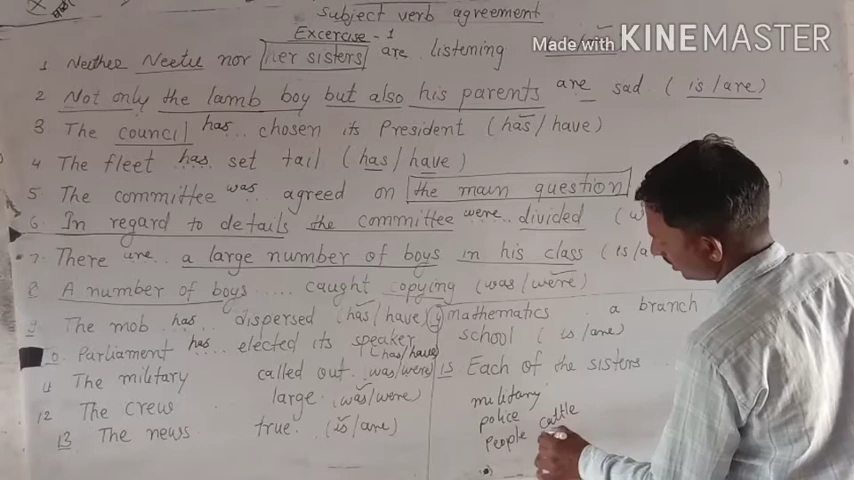 Subject verb agreement
Excercise-1
Made with KINEMASTER
1 Neither Neetu nor her sisters are listening
2 Not only the lamb boy but also his parents are sad. (is/are)
3 The council has... chosen its President (has/have)
4 The fleet has... set tail (has/have)
5. The committee was.. agreed on the main question
6. In regard to details the committee were.. divided (w
7. There are... a large number of boys in his class (is/a
8 A number of boys ..... caught copying (was/were)
9 The mob has... dispersed (has/have)
10. Parliament has.... elected its speaker (has/have)
11 The military called out. (was/were)
12 The crew large. (was/were)
13 The news true. (is/are)
14 mathematics . a branch
school (is/are)
15 Each of the sisters
military
police
people cattle